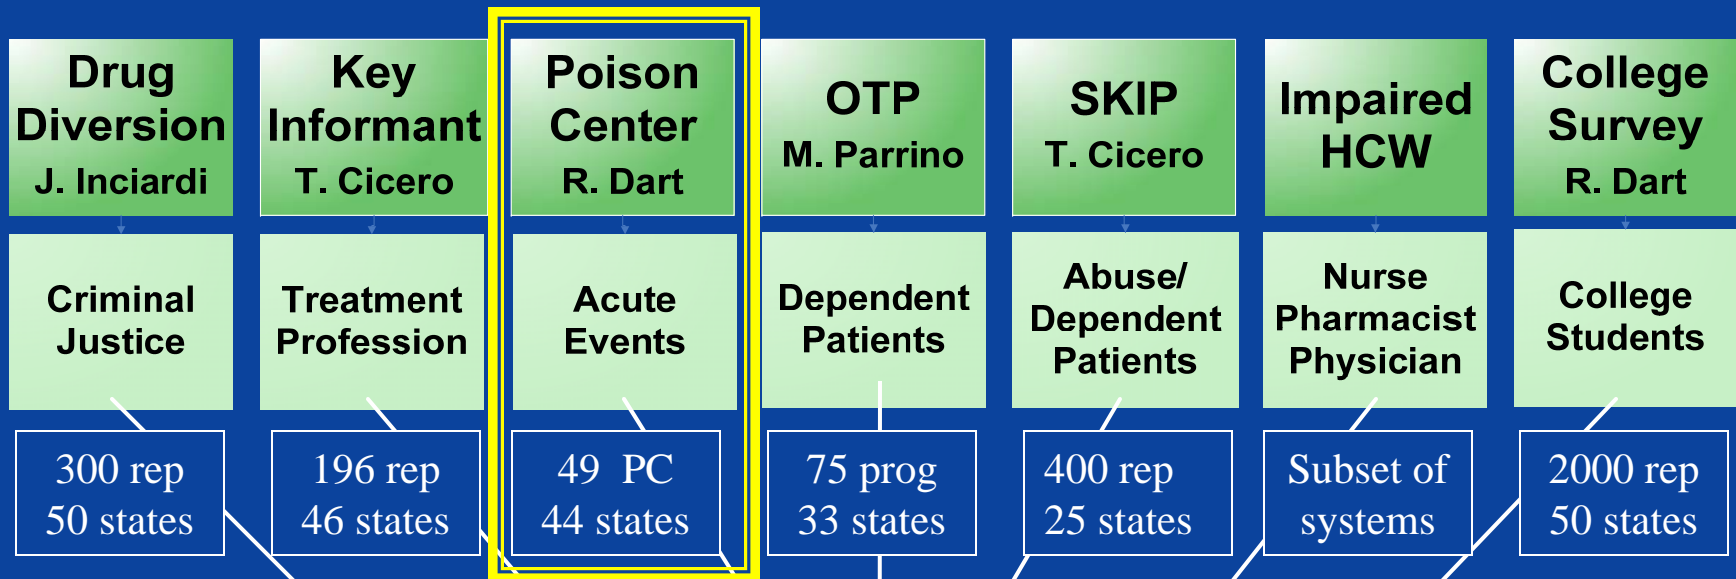 Drug
Diversion
J. Inciardi
Criminal
Justice
300 rep
50 states
Key
Informant
T. Cicero
Treatment
Profession
196 rep
46 states
Poison
Center
R. Dart
Acute
Events
49 PC
44 states
OTP
M. Parrino
Dependent
Patients
75 prog
33 states
SKIP
T. Cicero
Abuse/
Dependent
Patients
400 rep
25 states
Impaired
HCW
Nurse
Pharmacist
Physician
Subset of
systems
College
Survey
R. Dart
College
Students
2000 rep
50 states